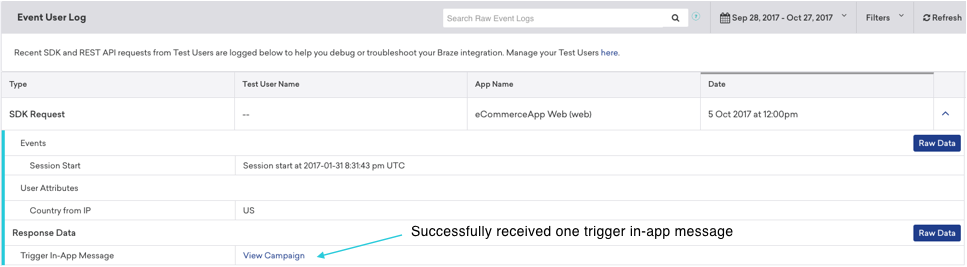 Event User Log
Search Raw Event Logs
?
Sep 28, 2017 - Oct 27, 2017
Filters
Refresh
Recent SDK and REST API requests from Test Users are logged below to help you debug or troubleshoot your Braze integration. Manage your Test Users here.
Type Test User Name App Name Date
SDK Request -- eCommerceApp Web (web) 5 Oct 2017 at 12:00pm
Events Raw Data
Session Start Session start at 2017-01-31 8:31:43 pm UTC
User Attributes
Country from IP US
Response Data Raw Data
Successfully received one trigger in-app message
Trigger In-App Message View Campaign